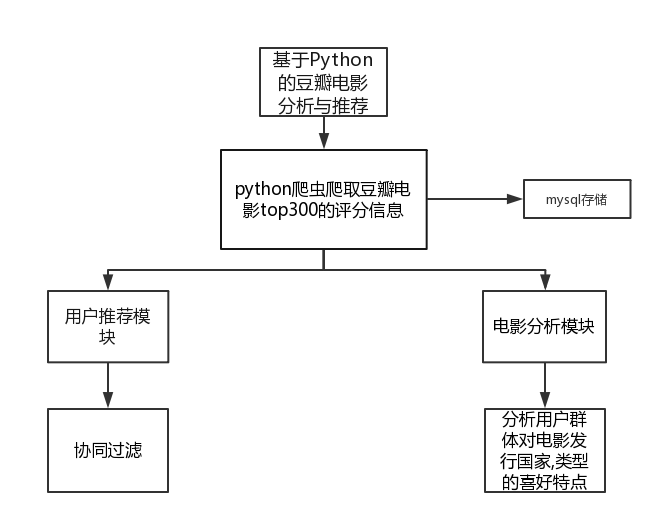 基于Python
的豆瓣电影
分析与推荐
python爬虫爬取豆瓣电
影top300的评分信息
mysql存储
用户推荐模
块
电影分析模块
协同过滤
分析用户群
体对电影发
行国家,类型
的喜好特点